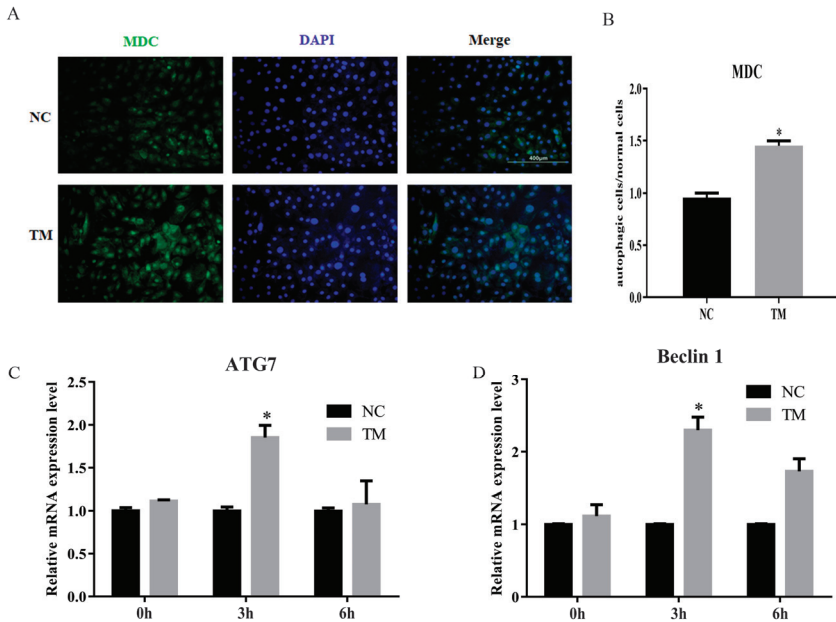 A
MDC
DAPI
Merge
NC
400μm
TM
B
MDC
autophagic cells/normal cells
2.0
1.5
*
1.0
0.5
0.0
NC
TM
C
ATG7
Relative mRNA expression level
2.5
2.0
1.5
1.0
0.5
0.0
*
NC
TM
0h
3h
6h
D
Beclin 1
Relative mRNA expression level
3
2
1
0
*
NC
TM
0h
3h
6h